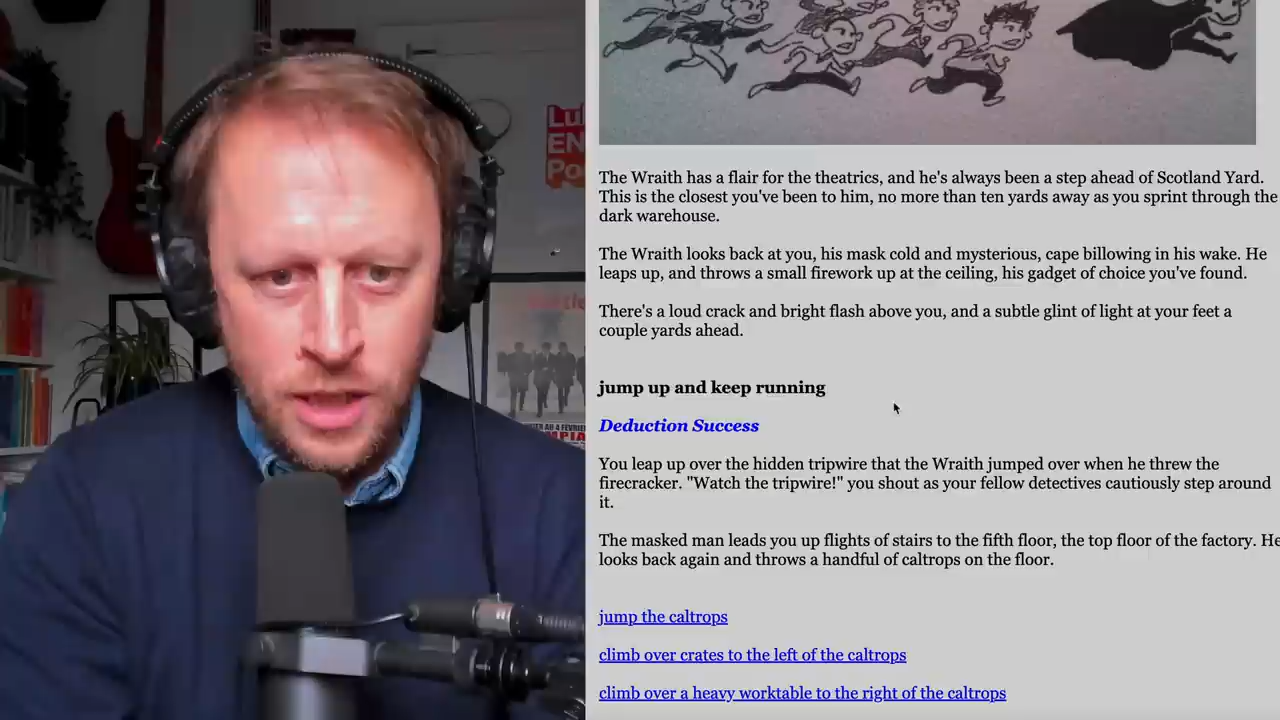 Lu
EN
Po
The Wraith has a flair for the theatrics, and he's always been a step ahead of Scotland Yard.
This is the closest you've been to him, no more than ten yards away as you sprint through the
dark warehouse.
The Wraith looks back at you, his mask cold and mysterious, cape billowing in his wake. He
leaps up, and throws a small firework up at the ceiling, his gadget of choice you've found.
There's a loud crack and bright flash above you, and a subtle glint of light at your feet a
couple yards ahead.
jump up and keep running
Deduction Success
You leap up over the hidden tripwire that the Wraith jumped over when he threw the
firecracker. "Watch the tripwire!" you shout as your fellow detectives cautiously step around
it.
The masked man leads you up flights of stairs to the fifth floor, the top floor of the factory. He
looks back again and throws a handful of caltrops on the floor.
jump the caltrops
climb over crates to the left of the caltrops
climb over a heavy worktable to the right of the caltrops